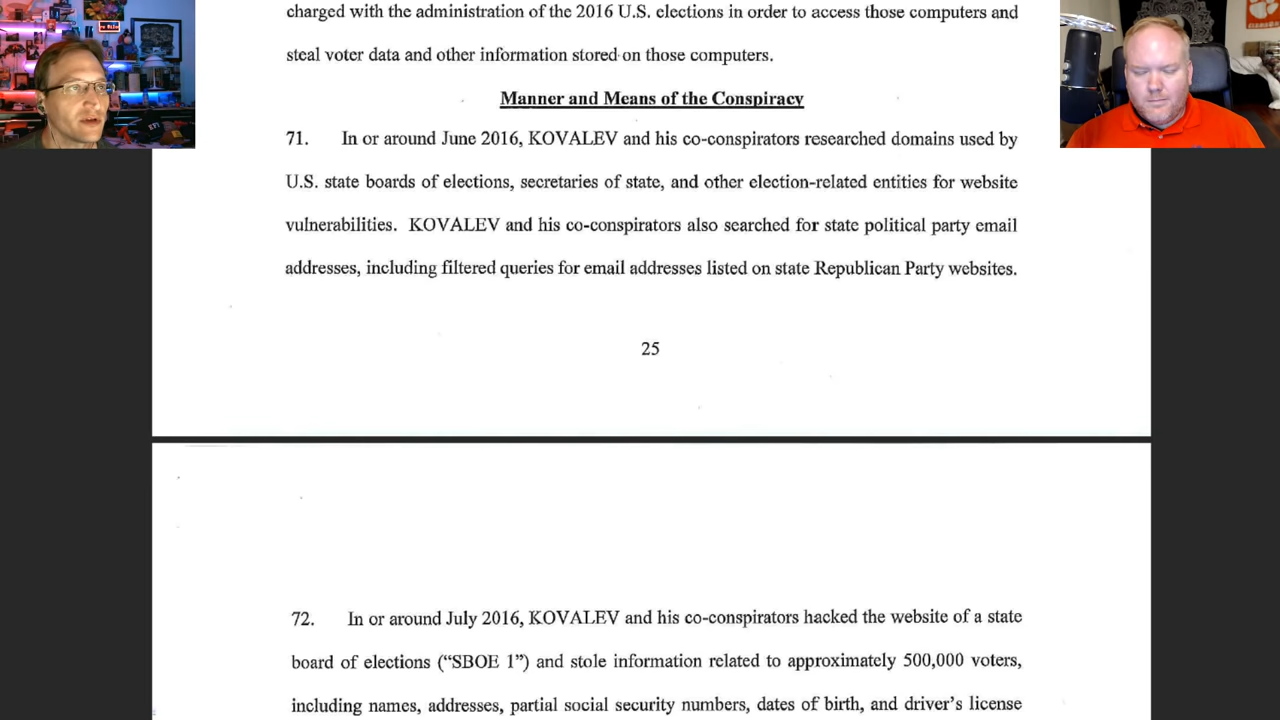 charged with the administration of the 2016 U.S. elections in order to access those computers and
steal voter data and other information stored on those computers.
Manner and Means of the Conspiracy
71. In or around June 2016, KOVALEV and his co-conspirators researched domains used by
U.S. state boards of elections, secretaries of state, and other election-related entities for website
vulnerabilities. KOVALEV and his co-conspirators also searched for state political party email
addresses, including filtered queries for email addresses listed on state Republican Party websites.
25
72. In or around July 2016, KOVALEV and his co-conspirators hacked the website of a state
board of elections (“SBOE 1”) and stole information related to approximately 500,000 voters,
including names, addresses, partial social security numbers, dates of birth, and driver’s license